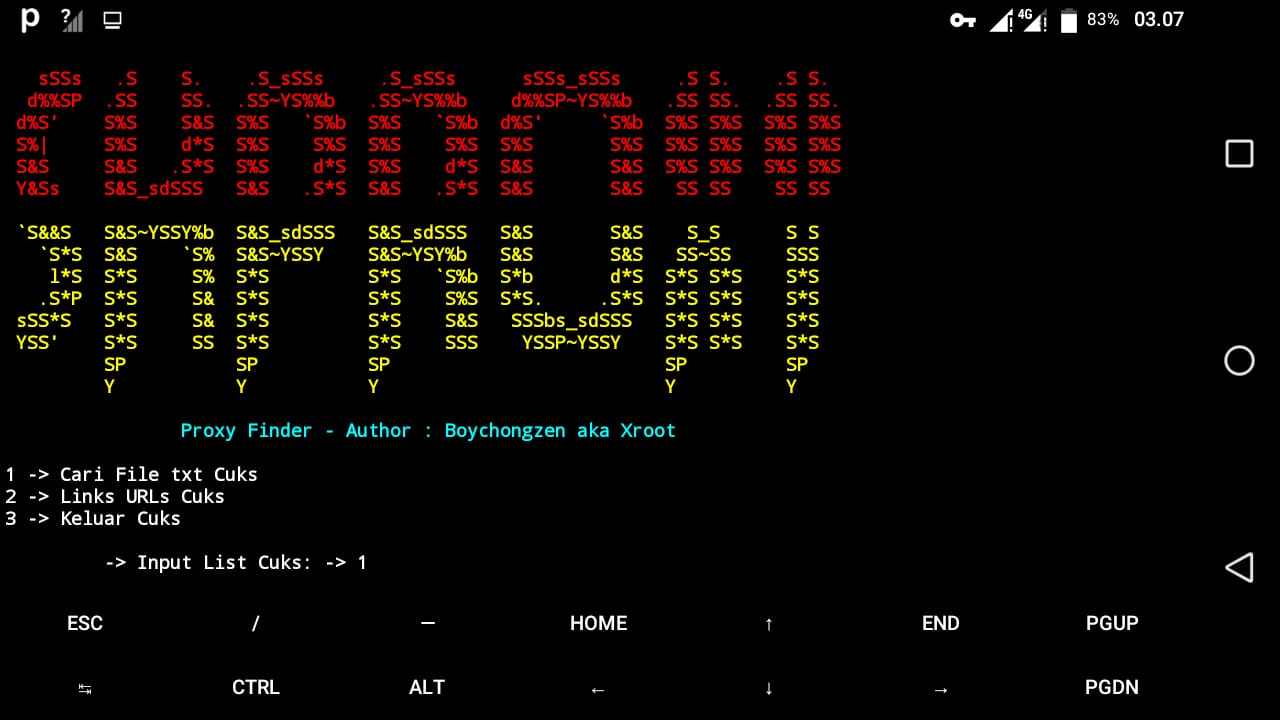 83% 03.07
  sSSs   .S    S.    .S_sSSs     .S_sSSs      sSSs_sSSs     .S S.    .S S.
 d%%SP  .SS    SS.  .SS~YS%%b   .SS~YS%%b    d%%SP~YS%%b   .SS SS.  .SS SS.
d%S'    S%S    S&S  S%S   `S%b  S%S   `S%b  d%S'     `S%b  S%S S%S  S%S S%S
S%|     S%S    d*S  S%S    S%S  S%S    S%S  S%S       S%S  S%S S%S  S%S S%S
S&S     S&S   .S*S  S%S    d*S  S%S    d*S  S&S       S&S  S%S S%S  S%S S%S
Y&Ss    S&S_sdSSS   S&S   .S*S  S&S   .S*S  S&S       S&S   SS SS    SS SS
`S&&S   S&S~YSSY%b  S&S_sdSSS   S&S_sdSSS   S&S       S&S    S_S      S S
  `S*S  S&S    `S%  S&S~YSSY    S&S~YSY%b   S&S       S&S   SS~SS     SSS
   l*S  S*S     S%  S*S         S*S   `S%b  S*b       d*S  S*S S*S    S*S
  .S*P  S*S     S&  S*S         S*S    S%S  S*S.     .S*S  S*S S*S    S*S
sSS*S   S*S     S&  S*S         S*S    S&S   SSSbs_sdSSS   S*S S*S    S*S
YSS'    S*S     SS  S*S         S*S    SSS    YSSP~YSSY    S*S S*S    S*S
        SP          SP          SP                         SP         SP
        Y           Y           Y                          Y          Y
Proxy Finder - Author : Boychongzen aka Xroot
1 -> Cari File txt Cuks
2 -> Links URLs Cuks
3 -> Keluar Cuks
-> Input List Cuks: -> 1
ESC / — HOME ↑ END PGUP
↹ CTRL ALT ← ↓ → PGDN